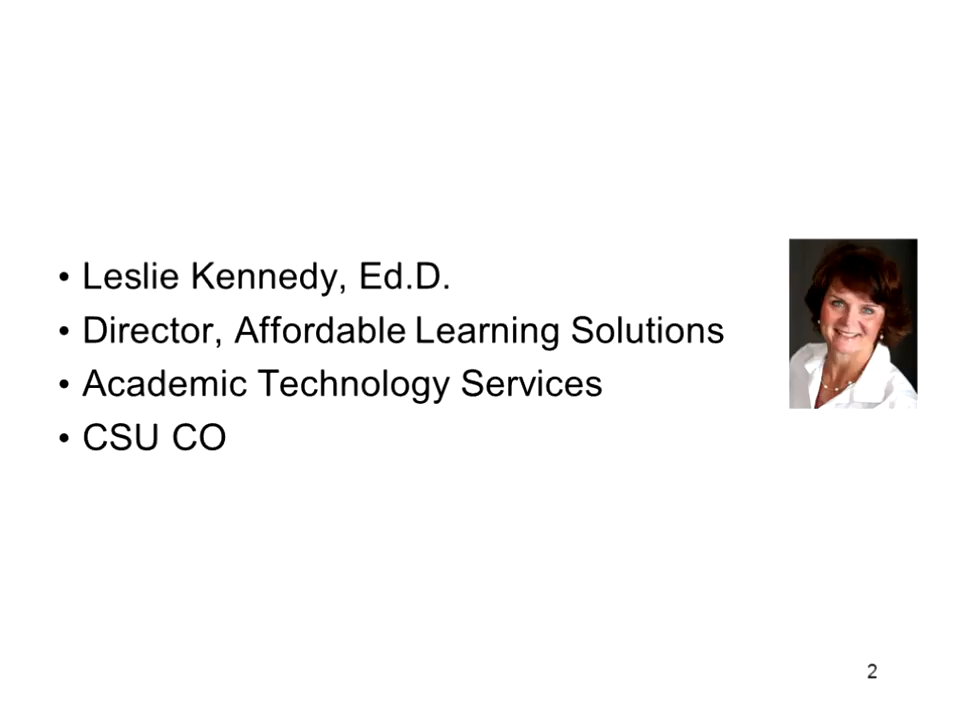 • Leslie Kennedy, Ed.D.
• Director, Affordable Learning Solutions
• Academic Technology Services
• CSU CO
2